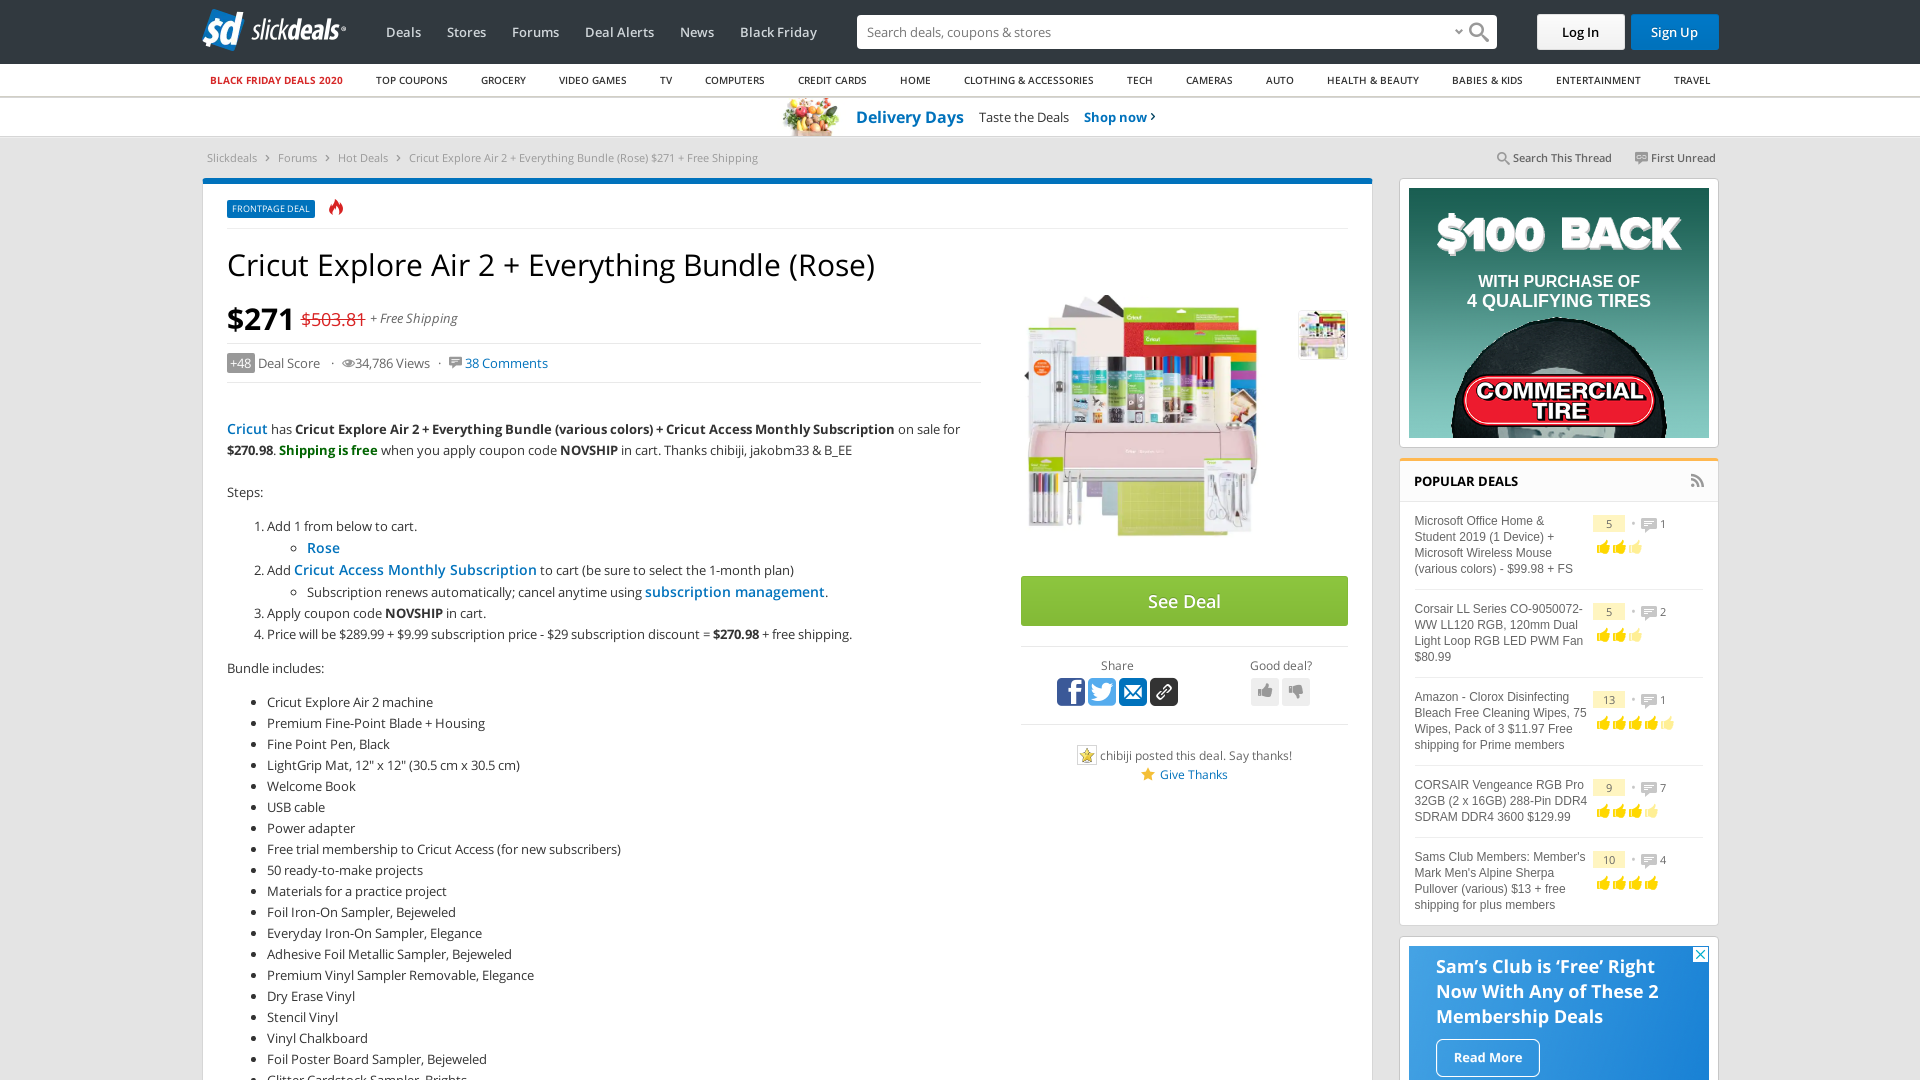 slickdeals
Deals
Stores
Forums
Deal Alerts
News
Black Friday
Search deals, coupons & stores
Log In
Sign Up
BLACK FRIDAY DEALS 2020
TOP COUPONS
GROCERY
VIDEO GAMES
TV
COMPUTERS
CREDIT CARDS
HOME
CLOTHING & ACCESSORIES
TECH
CAMERAS
AUTO
HEALTH & BEAUTY
BABIES & KIDS
ENTERTAINMENT
TRAVEL
Delivery Days Taste the Deals Shop now
Slickdeals > Forums > Hot Deals > Cricut Explore Air 2 + Everything Bundle (Rose) $271 + Free Shipping
Search This Thread
First Unread
FRONTPAGE DEAL
Cricut Explore Air 2 + Everything Bundle (Rose)
$271 $503.81 + Free Shipping
+48 Deal Score · 34,786 Views · 38 Comments
Cricut has Cricut Explore Air 2 + Everything Bundle (various colors) + Cricut Access Monthly Subscription on sale for
$270.98. Shipping is free when you apply coupon code NOVSHIP in cart. Thanks chibiji, jakobm33 & B_EE
Steps:
1. Add 1 from below to cart.
Rose
2. Add Cricut Access Monthly Subscription to cart (be sure to select the 1-month plan)
Subscription renews automatically; cancel anytime using subscription management.
3. Apply coupon code NOVSHIP in cart.
4. Price will be $289.99 + $9.99 subscription price - $29 subscription discount = $270.98 + free shipping.
Bundle includes:
Cricut Explore Air 2 machine
Premium Fine-Point Blade + Housing
Fine Point Pen, Black
LightGrip Mat, 12" x 12" (30.5 cm x 30.5 cm)
Welcome Book
USB cable
Power adapter
Free trial membership to Cricut Access (for new subscribers)
50 ready-to-make projects
Materials for a practice project
Foil Iron-On Sampler, Bejeweled
Everyday Iron-On Sampler, Elegance
Adhesive Foil Metallic Sampler, Bejeweled
Premium Vinyl Sampler Removable, Elegance
Dry Erase Vinyl
Stencil Vinyl
Vinyl Chalkboard
Foil Poster Board Sampler, Bejeweled
Glitter Cardstock Sampler, Brights
See Deal
Share
Good deal?
chibiji posted this deal. Say thanks!
Give Thanks
$100 BACK
WITH PURCHASE OF
4 QUALIFYING TIRES
COMMERCIAL
TIRE
POPULAR DEALS
Microsoft Office Home &
Student 2019 (1 Device) +
Microsoft Wireless Mouse
(various colors) - $99.98 + FS
5 · 1
Corsair LL Series CO-9050072-
WW LL120 RGB, 120mm Dual
Light Loop RGB LED PWM Fan
$80.99
5 · 2
Amazon - Clorox Disinfecting
Bleach Free Cleaning Wipes, 75
Wipes, Pack of 3 $11.97 Free
shipping for Prime members
13 · 1
CORSAIR Vengeance RGB Pro
32GB (2 x 16GB) 288-Pin DDR4
SDRAM DDR4 3600 $129.99
9 · 7
Sams Club Members: Member's
Mark Men's Alpine Sherpa
Pullover (various) $13 + free
shipping for plus members
10 · 4
Sam's Club is ‘Free’ Right
Now With Any of These 2
Membership Deals
Read More